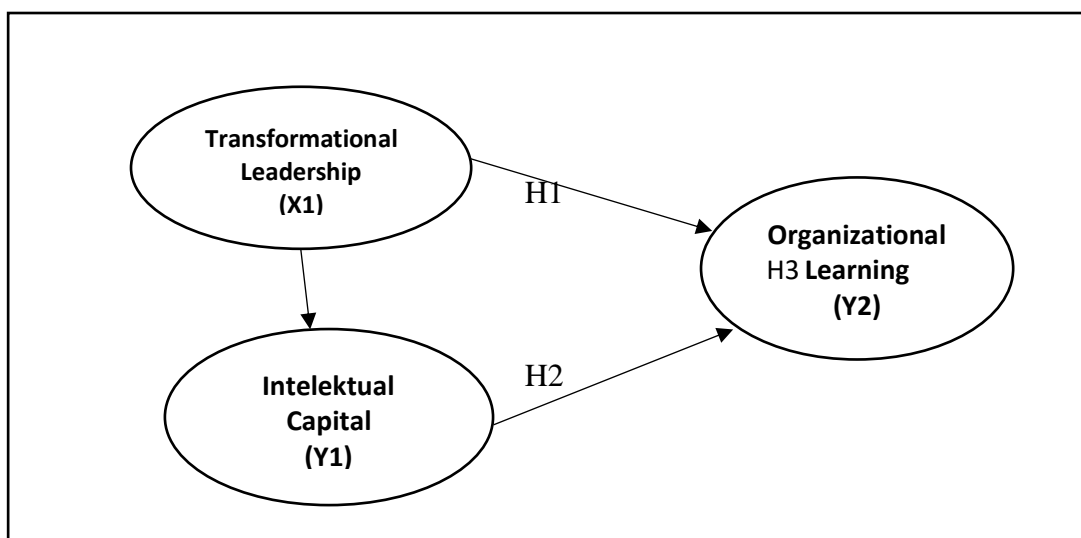 Transformational
Leadership
(X1)
H1
Organizational
H3 Learning
(Y2)
H2
Intelektual
Capital
(Y1)